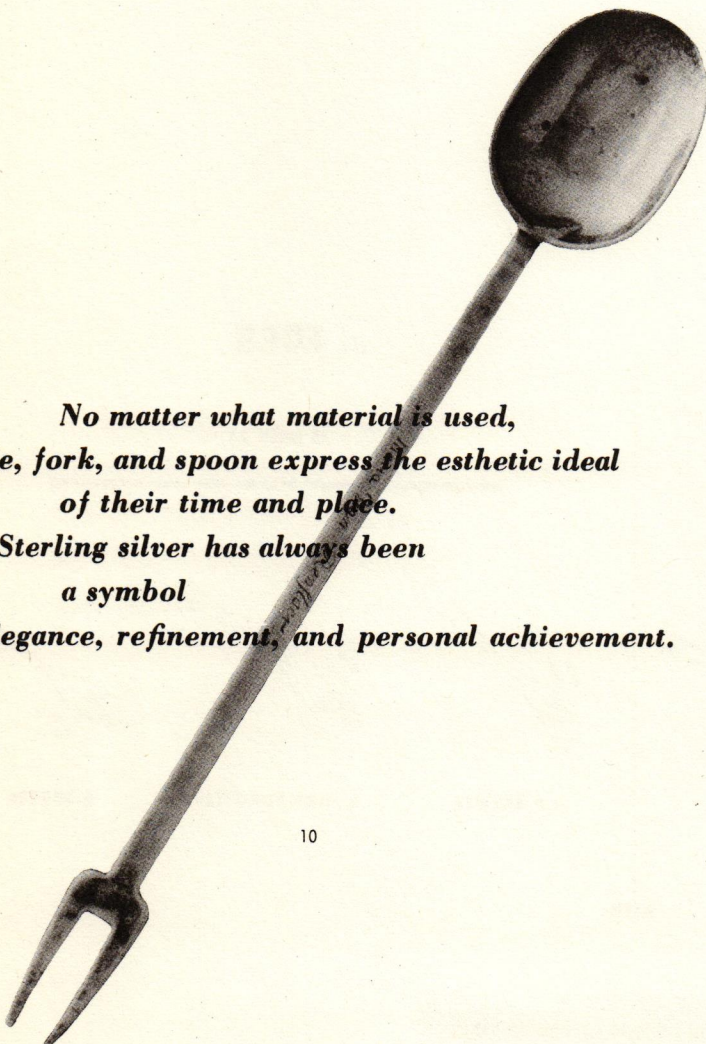 No matter what material is used,
e, fork, and spoon express the esthetic ideal
of their time and place.
Sterling silver has always been
a symbol
legance, refinement, and personal achievement.
10